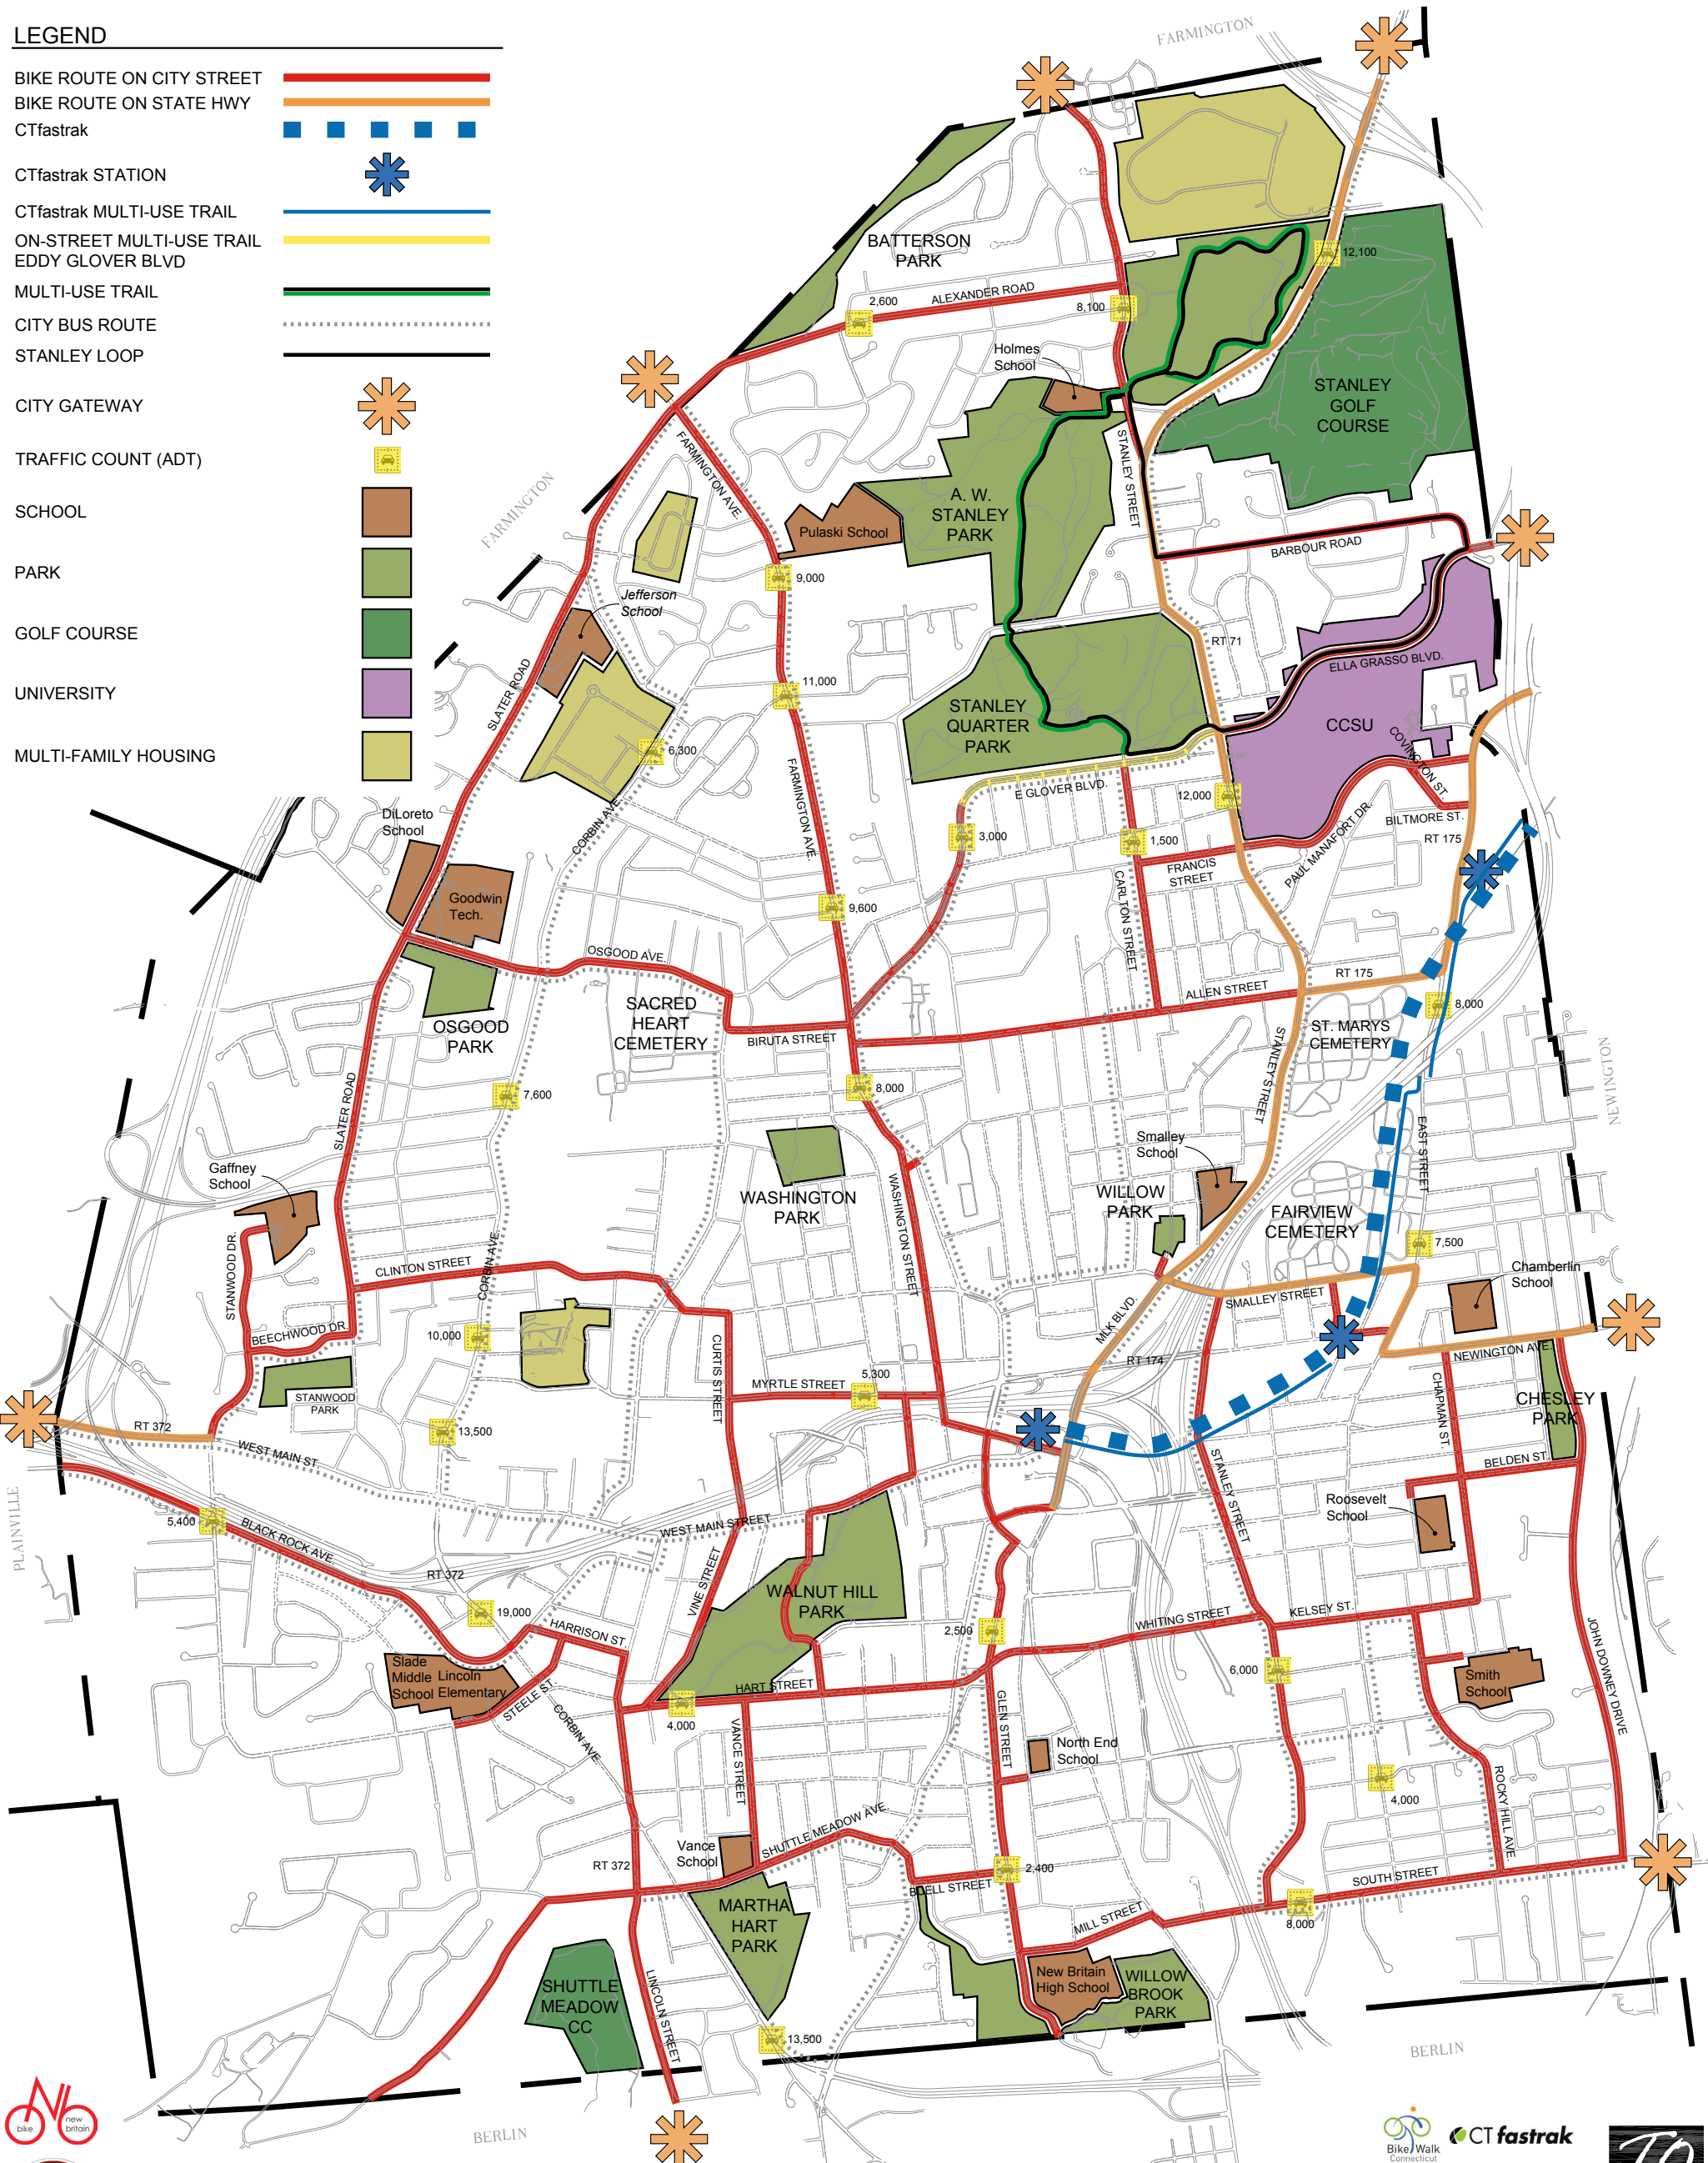 LEGEND
BIKE ROUTE ON CITY STREET
BIKE ROUTE ON STATE HWY
CTfastrak
CTfastrak STATION
CTfastrak MULTI-USE TRAIL
ON-STREET MULTI-USE TRAIL
EDDY GLOVER BLVD
MULTI-USE TRAIL
CITY BUS ROUTE
STANLEY LOOP
CITY GATEWAY
TRAFFIC COUNT (ADT)
SCHOOL
PARK
GOLF COURSE
UNIVERSITY
MULTI-FAMILY HOUSING
FARMINGTON
BATTERSON
PARK
12,100
2,600
ALEXANDER ROAD
8,100
Holmes
School
STANLEY
GOLF
COURSE
FARMINGTON AVE.
STANLEY STREET
FARMINGTON
A. W.
STANLEY
PARK
Pulaski School
BARBOUR ROAD
9,000
Jefferson
School
RT 71
ELLA GRASSO BLVD.
SLATER ROAD
11,000
STANLEY
QUARTER
PARK
CCSU
COVINGTON ST.
6,300
FARMINGTON AVE.
E GLOVER BLVD.
12,000
DiLoreto
School
CORBIN AVE
3,000
1,500
PAUL MANAFORT DR.
BILTMORE ST.
RT 175
FRANCIS
STREET
CARLTON STREET
Goodwin
Tech.
9,600
OSGOOD AVE.
RT 175
ALLEN STREET
8,000
OSGOOD
PARK
SACRED
HEART
CEMETERY
BIRUTA STREET
ST. MARYS
CEMETERY
STANLEY STREET
NEWINGTON
7,600
8,000
SLATER ROAD
EAST STREET
Smalley
School
Gaffney
School
WASHINGTON
PARK
WASHINGTON STREET
WILLOW
PARK
FAIRVIEW
CEMETERY
7,500
STANWOOD DR.
CLINTON STREET
CORBIN AVE.
Chamberlin
School
SMALLEY STREET
MLK BLVD.
BEECHWOOD DR.
10,000
CURTIS STREET
RT 174
NEWINGTON AVE.
5,300
MYRTLE STREET
STANWOOD
PARK
CHAPMAN ST.
CHESLEY
PARK
RT 372
13,500
WEST MAIN ST.
STANLEY STREET
BELDEN ST.
PLAINVILLE
5,400
BLACK ROCK AVE.
WEST MAIN STREET
Roosevelt
School
RT 372
VINE STREET
WALNUT HILL
PARK
19,000
HARRISON ST.
2,500
WHITING STREET
KELSEY ST.
JOHN DOWNEY DRIVE
Slade
Middle
School
Lincoln
Elementary
STEELE ST.
CORBIN AVE
HART STREET
4,000
6,000
Smith
School
VANCE STREET
GLEN STREET
North End
School
4,000
ROCKY HILL AVE.
Vance
School
SHUTTLE MEADOW AVE.
RT 372
2,400
BUELL STREET
SOUTH STREET
MARTHA
HART
PARK
MILL STREET
8,000
SHUTTLE
MEADOW
CC
LINCOLN STREET
New Britain
High School
WILLOW
BROOK
PARK
13,500
BERLIN
BERLIN
bike
new
britain
Bike Walk
Connecticut
CTfastrak